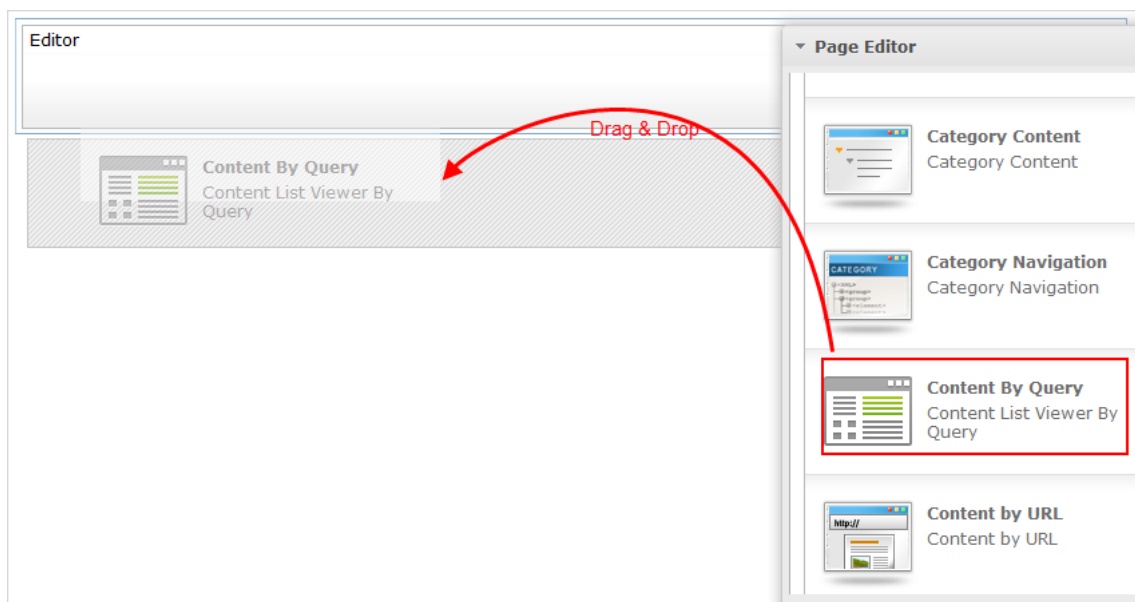 Editor
Content By Query
Content List Viewer By
Query
Drag & Drop
Page Editor
Category Content
Category Content
CATEGORY
Category Navigation
Category Navigation
Content By Query
Content List Viewer By
Query
http://
Content by URL
Content by URL